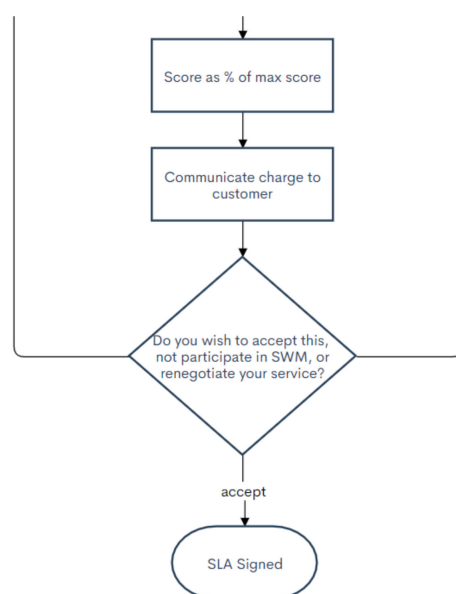 Score as % of max score
Communicate charge to
customer
Do you wish to accept this,
not participate in SWM, or
renegotiate your service?
accept
SLA Signed